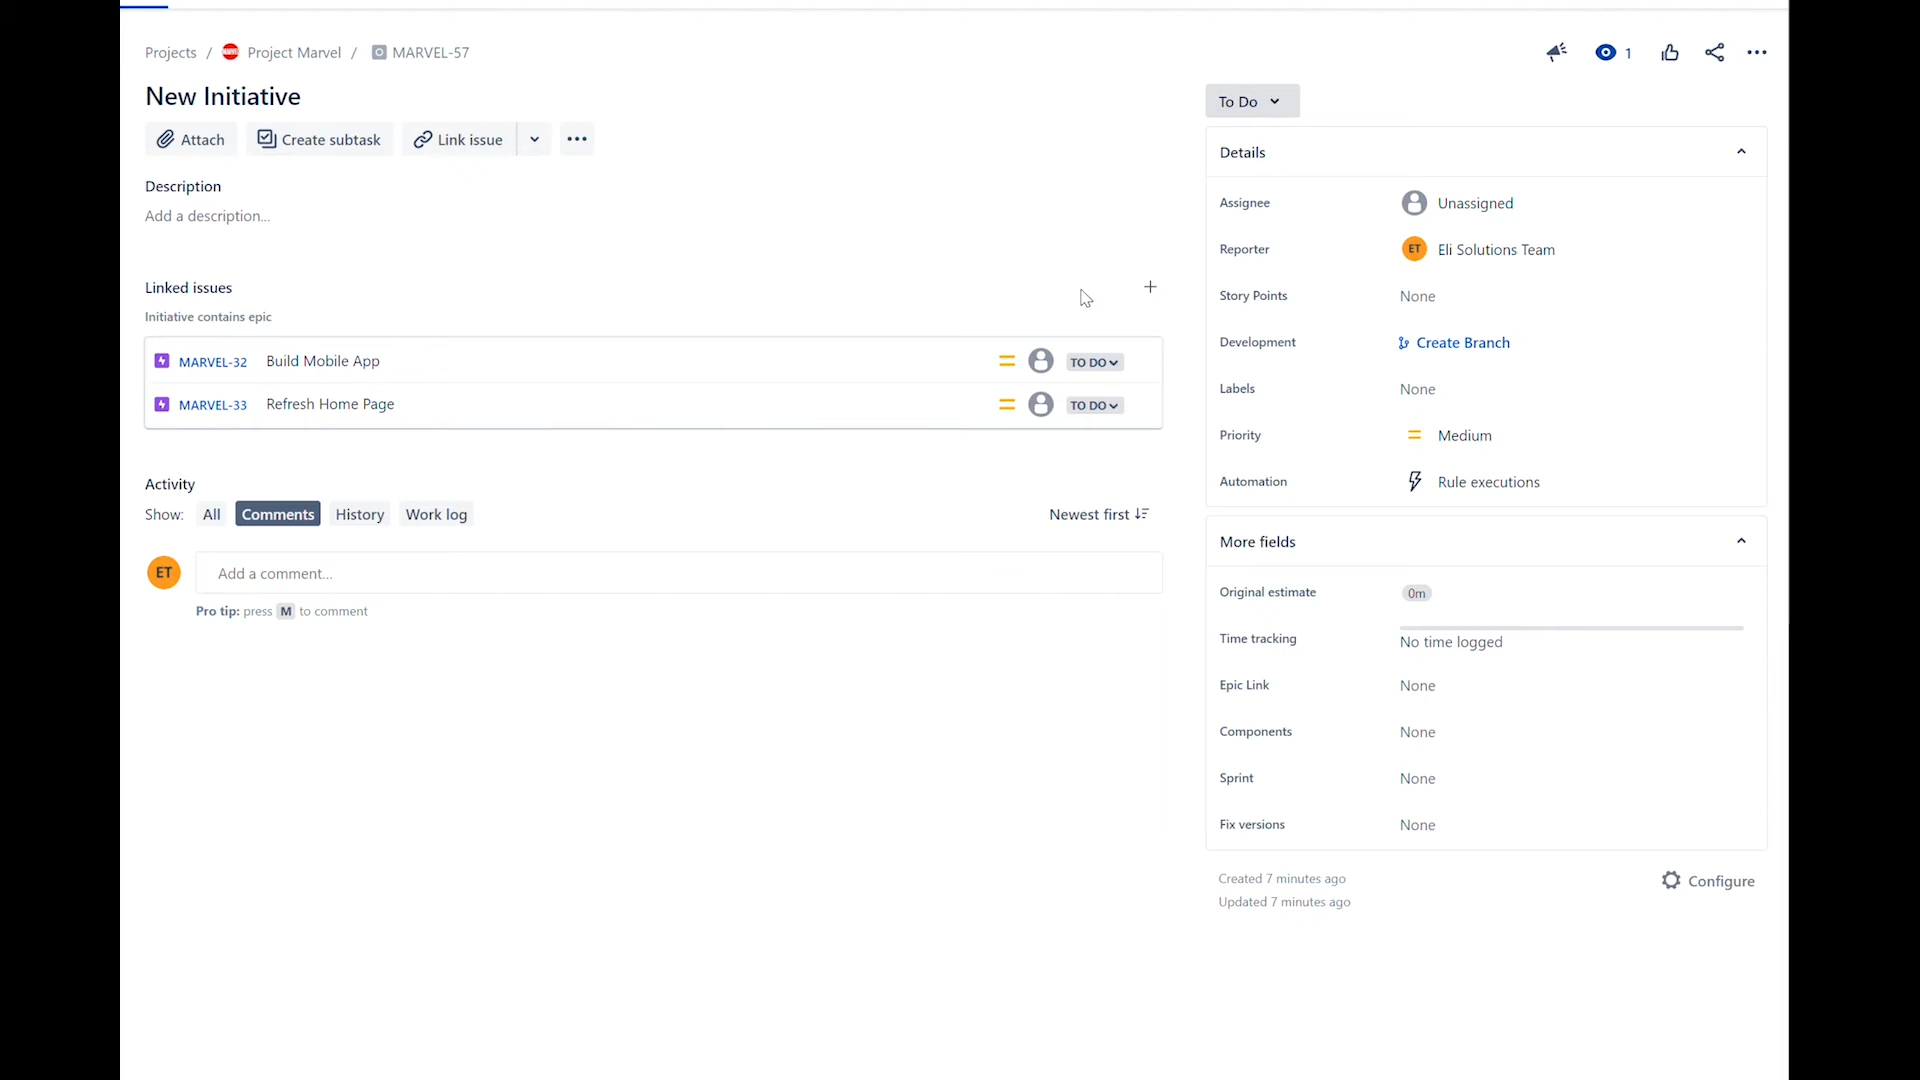 Projects / Project Marvel / MARVEL-57
1
New Initiative
To Do
Attach Create subtask Link issue
Description
Add a description...
Linked issues
Initiative contains epic
MARVEL-32 Build Mobile App TO DO
MARVEL-33 Refresh Home Page TO DO
Activity
Show: All Comments History Work log Newest first
ET Add a comment...
Pro tip: press M to comment
Details
Assignee Unassigned
Reporter ET Eli Solutions Team
Story Points None
Development Create Branch
Labels None
Priority Medium
Automation Rule executions
More fields
Original estimate 0m
Time tracking No time logged
Epic Link None
Components None
Sprint None
Fix versions None
Created 7 minutes ago
Updated 7 minutes ago
Configure